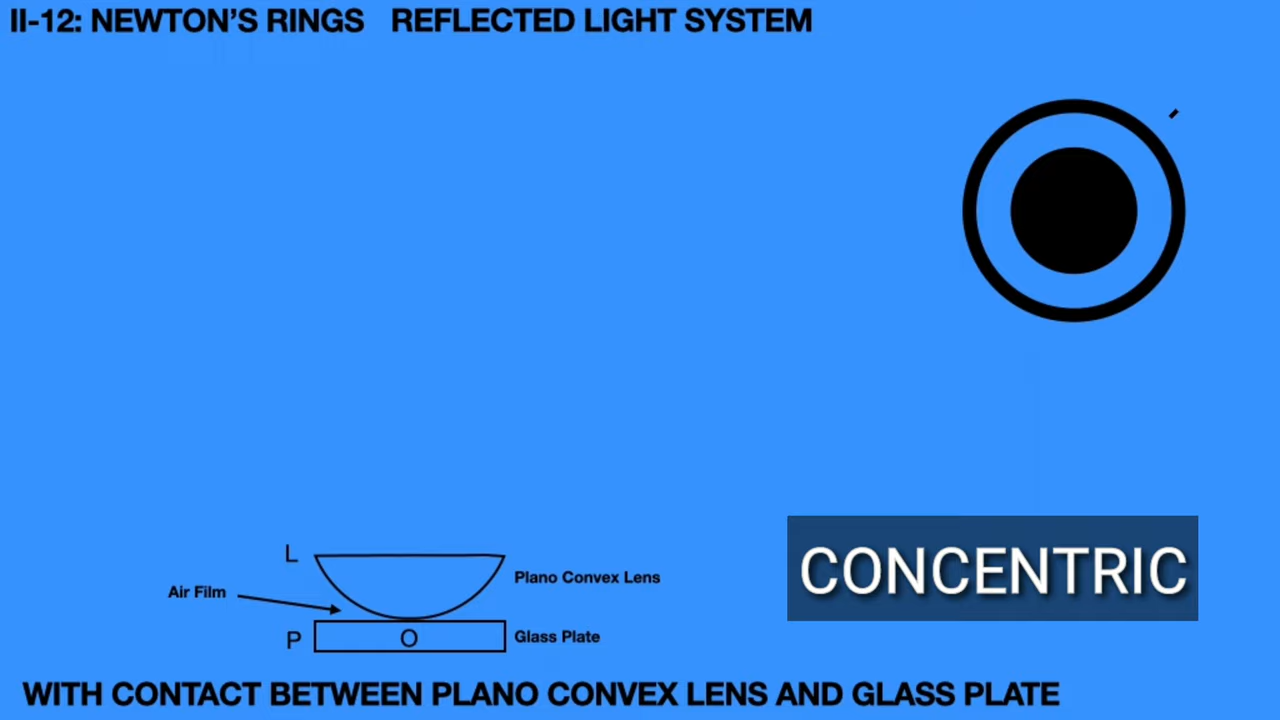 II-12: NEWTON’S RINGS REFLECTED LIGHT SYSTEM
CONCENTRIC
L
Plano Convex Lens
Air Film
P
O
Glass Plate
WITH CONTACT BETWEEN PLANO CONVEX LENS AND GLASS PLATE